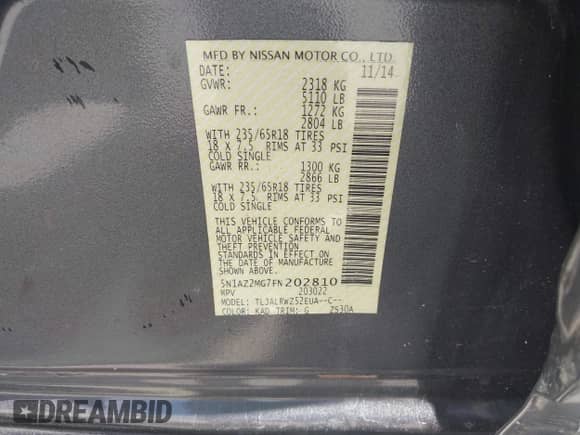 MFD BY NISSAN MOTOR CO., LTD.
DATE: 11/14
GVWR: 2318 KG
5110 LB
GAWR FR.: 1272 KG
2804 LB
WITH 235/65R18 TIRES
18 X 7.5 RIMS AT 33 PSI
COLD SINGLE
GAWR RR.: 1300 KG
2866 LB
WITH 235/65R18 TIRES
18 X 7.5 RIMS AT 33 PSI
COLD SINGLE
THIS VEHICLE CONFORMS TO
ALL APPLICABLE FEDERAL
MOTOR VEHICLE SAFETY AND
AND THEFT PREVENTION
STANDARDS IN EFFECT ON
THE DATE OF MANUFACTURE
SHOWN ABOVE.
5N1AZ2MG7FN202810
MPV 203022
MODEL: TLJALRWZ52EUA--C--
COLOR: KAD TRIM: G Z530A
DREAMBID